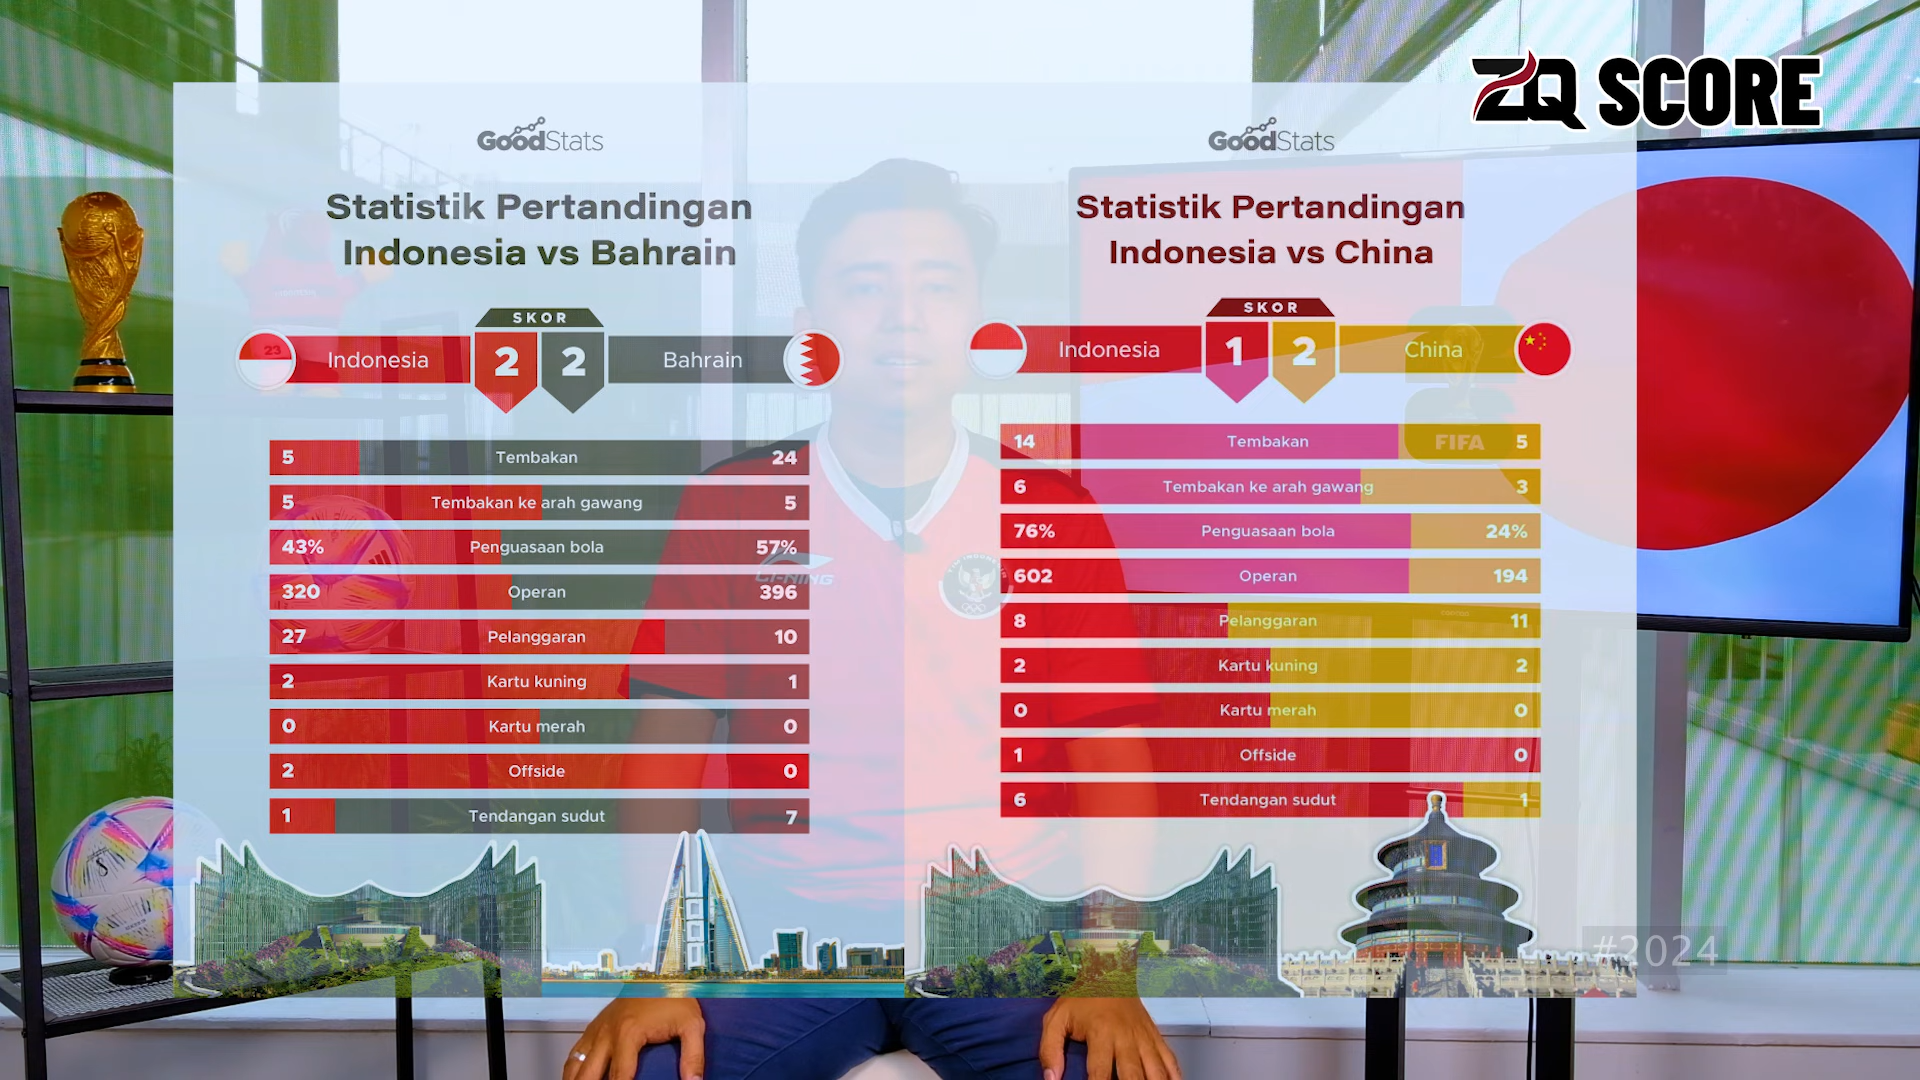 ZQ SCORE
GoodStats
Statistik Pertandingan
Indonesia vs Bahrain
SKOR
Indonesia 2 2 Bahrain
23
5 Tembakan 24
5 Tembakan ke arah gawang 5
43% Penguasaan bola 57%
320 Operan 396
27 Pelanggaran 10
2 Kartu kuning 1
0 Kartu merah 0
2 Offside 0
1 Tendangan sudut 7
LI-NING
GoodStats
Statistik Pertandingan
Indonesia vs China
SKOR
Indonesia 1 2 China
14 Tembakan 5
FIFA
6 Tembakan ke arah gawang 3
76% Penguasaan bola 24%
602 Operan 194
8 Pelanggaran 11
2 Kartu kuning 2
0 Kartu merah 0
1 Offside 0
6 Tendangan sudut 1
#2024